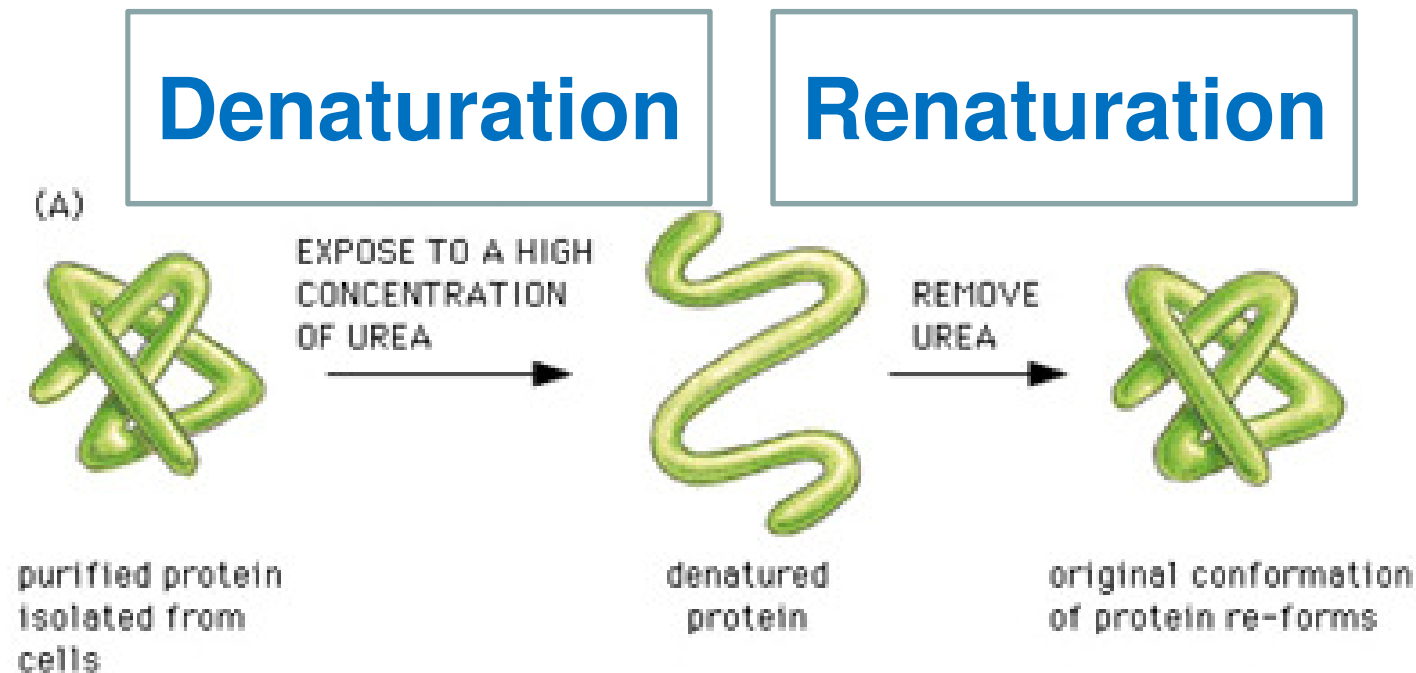 Denaturation
Renaturation
(A)
EXPOSE TO A HIGH
CONCENTRATION
OF UREA
REMOVE
UREA
purified protein
isolated from
cells
denatured
protein
original conformation
of protein re-forms